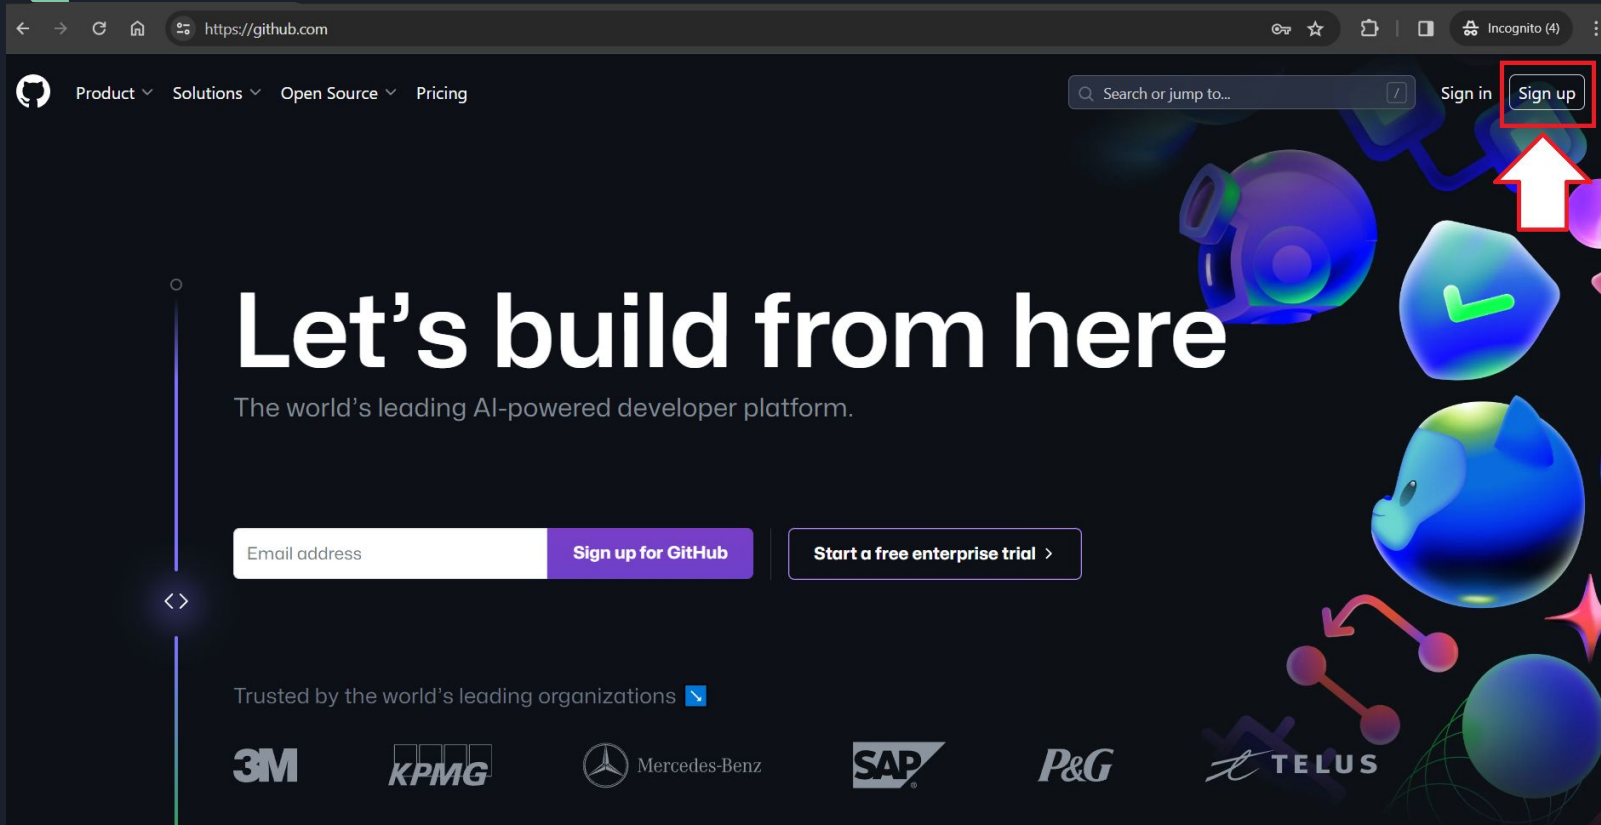 https://github.com
Incognito (4)
Product
Solutions
Open Source
Pricing
Search or jump to...
/
Sign in
Sign up
Let’s build from here
The world’s leading AI-powered developer platform.
Email address
Sign up for GitHub
Start a free enterprise trial
Trusted by the world’s leading organizations
3M
KPMG
Mercedes-Benz
SAP
P&G
TELUS